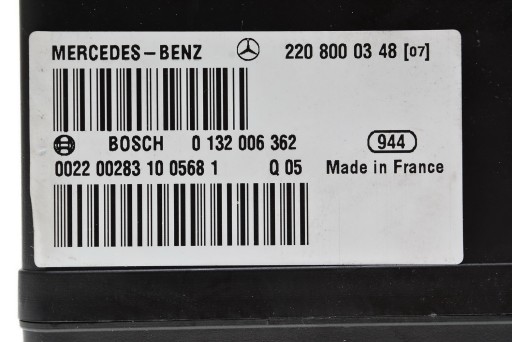 MERCEDES-BENZ 220 800 03 48 [07]
BOSCH 0 132 006 362 944
0022 00283 10 0568 1 Q 05 Made in France